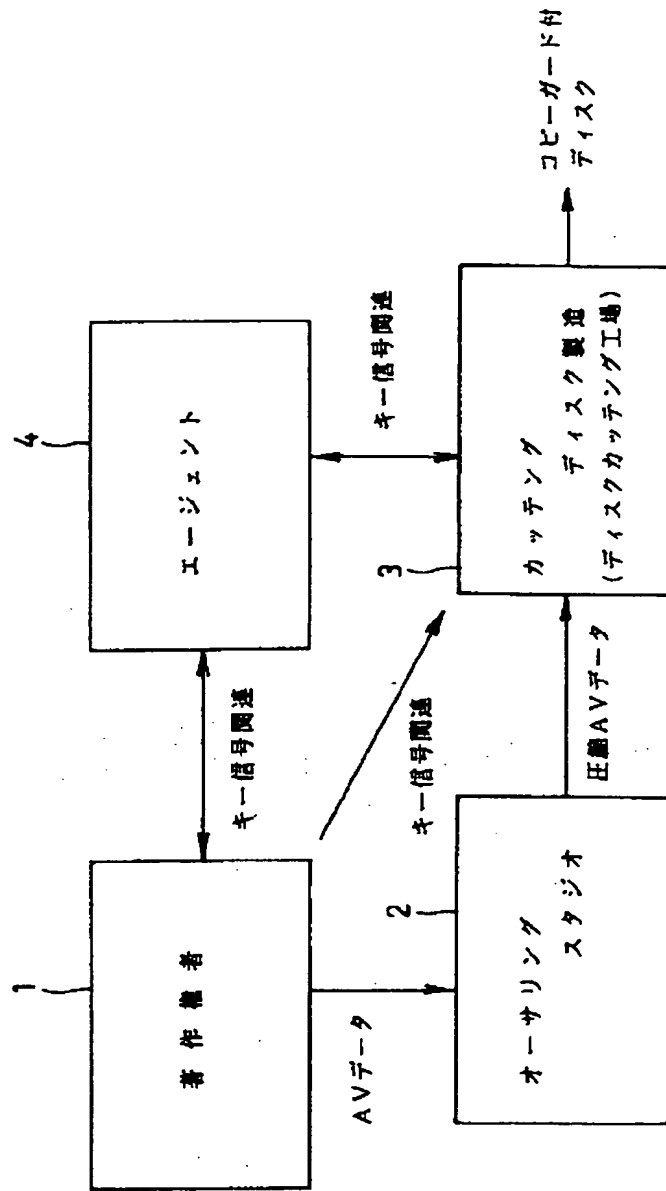 1
著作権者
キー信号関連
4
エージェント
AVデータ
キー信号関連
キー信号関連
2
オーサリング
スタジオ
圧縮AVデータ
3
カッテング
ディスク製造
(ディスクカッテング工場)
コピーガード付
ディスク